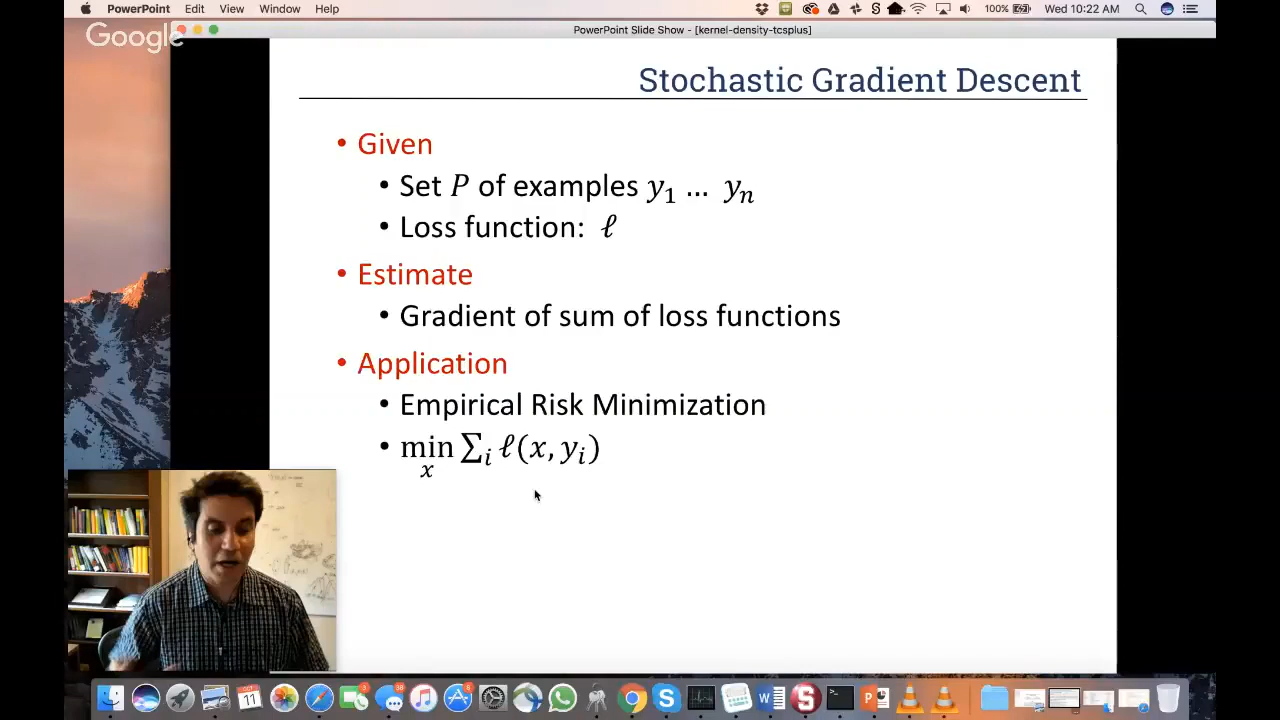 PowerPoint Edit View Window Help 100% Wed 10:22 AM
Google
PowerPoint Slide Show - [kernel-density-tcsplus]
Stochastic Gradient Descent
• Given
• Set P of examples y₁ … yₙ
• Loss function: ℓ
• Estimate
• Gradient of sum of loss functions
• Application
• Empirical Risk Minimization
• min ∑ᵢ ℓ(x, yᵢ)
x
OCT
11